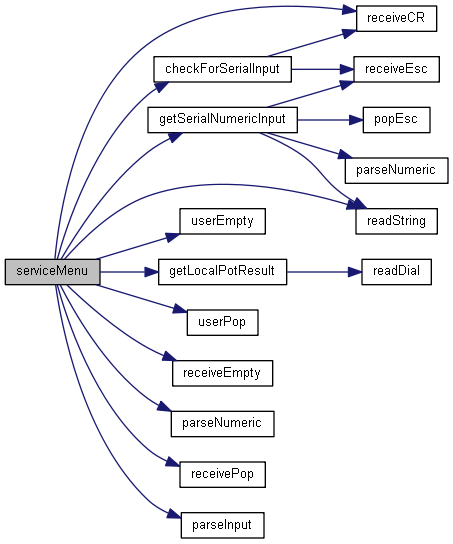 receiveCR
checkForSerialInput
receiveEsc
getSerialNumericInput
popEsc
parseNumeric
userEmpty
readString
serviceMenu
getLocalPotResult
readDial
userPop
receiveEmpty
parseNumeric
receivePop
parseInput